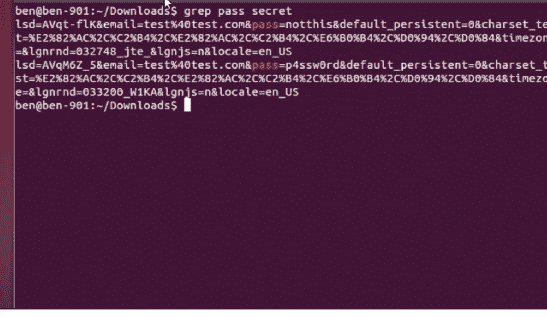 ben@ben-901:~/Downloads$ grep pass secret
lsd=AVqt-flK&email=test%40test.com&pass=notthis&default_persistent=0&charset_te
t=%E2%82%AC%2C%C2%B4%2C%E2%82%AC%2C%C2%B4%2C%E6%B0%B4%2C%D0%94%2C%D0%84&timezon
=&lgnrnd=032748_jte_&lgnjs=n&locale=en_US
lsd=AVqM6Z_5&email=test%40test.com&pass=p4ssw0rd&default_persistent=0&charset_t
st=%E2%82%AC%2C%C2%B4%2C%E2%82%AC%2C%C2%B4%2C%E6%B0%B4%2C%D0%94%2C%D0%84&timezo
e=&lgnrnd=033200_W1KA&lgnjs=n&locale=en_US
ben@ben-901:~/Downloads$